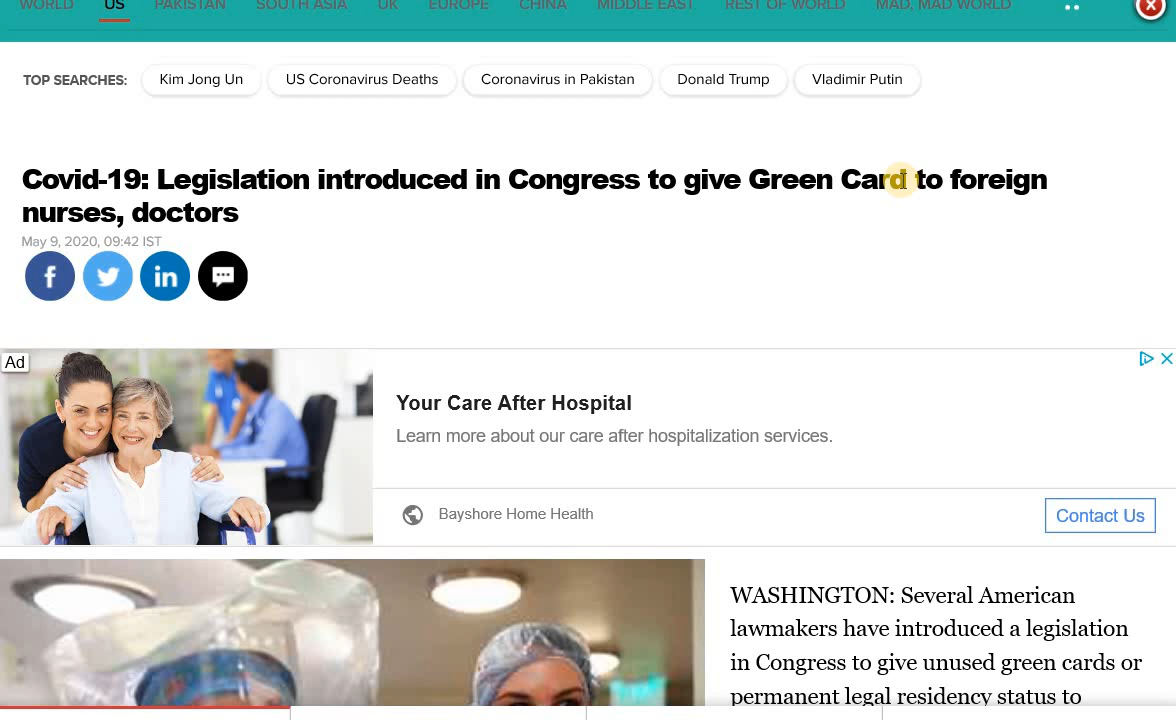 WORLD US PAKISTAN SOUTH ASIA UK EUROPE CHINA MIDDLE EAST REST OF WORLD MAD, MAD WORLD
TOP SEARCHES: Kim Jong Un US Coronavirus Deaths Coronavirus in Pakistan Donald Trump Vladimir Putin
Covid-19: Legislation introduced in Congress to give Green Card to foreign
nurses, doctors
May 9, 2020, 09:42 IST
f in
Ad
Your Care After Hospital
Learn more about our care after hospitalization services.
Bayshore Home Health
Contact Us
WASHINGTON: Several American
lawmakers have introduced a legislation
in Congress to give unused green cards or
permanent legal residency status to